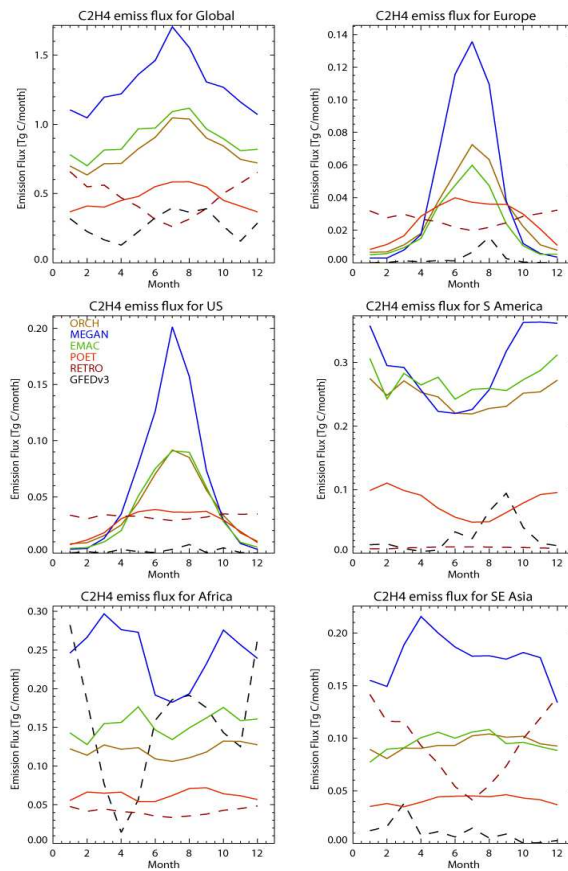 C2H4 emiss flux for Global
Emission Flux [Tg C/month]
1.5
1.0
0.5
0.0
0 2 4 6 8 10 12
Month
C2H4 emiss flux for Europe
Emission Flux [Tg C/month]
0.14
0.12
0.10
0.08
0.06
0.04
0.02
0.00
0 2 4 6 8 10 12
Month
C2H4 emiss flux for US
Emission Flux [Tg C/month]
0.20
0.15
0.10
0.05
0.00
ORCH
MEGAN
EMAC
POET
RETRO
GFEDv3
0 2 4 6 8 10 12
Month
C2H4 emiss flux for S America
Emission Flux [Tg C/month]
0.3
0.2
0.1
0.0
0 2 4 6 8 10 12
Month
C2H4 emiss flux for Africa
Emission Flux [Tg C/month]
0.30
0.25
0.20
0.15
0.10
0.05
0.00
0 2 4 6 8 10 12
Month
C2H4 emiss flux for SE Asia
Emission Flux [Tg C/month]
0.20
0.15
0.10
0.05
0.00
0 2 4 6 8 10 12
Month